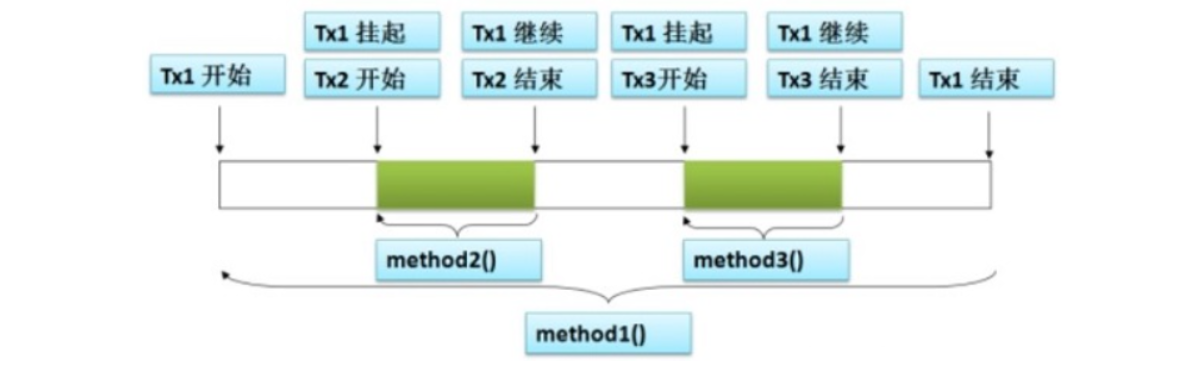 Tx1 挂起
Tx1 继续
Tx1 挂起
Tx1 继续
Tx1 开始
Tx2 开始
Tx2 结束
Tx3开始
Tx3 结束
Tx1 结束
method2()
method3()
method1()